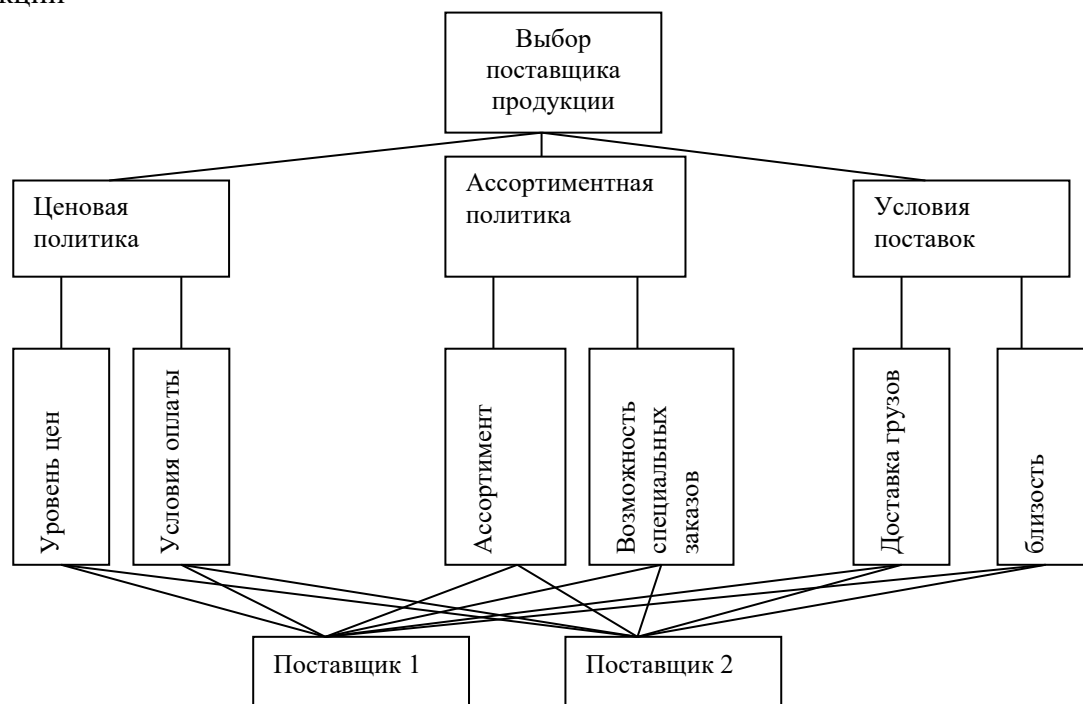 Выбор
поставщика
продукции
Ценовая
политика
Ассортиментная
политика
Условия
поставок
Уровень цен
Условия оплаты
Ассортимент
Возможность
специальных
заказов
Доставка грузов
близость
Поставщик 1
Поставщик 2